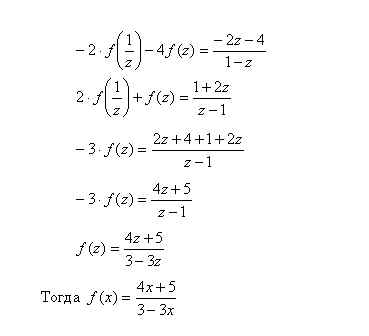 −2·f(1/z)−4f(z)=(−2z−4)/(1−z)
2·f(1/z)+f(z)=(1+2z)/(z−1)
−3·f(z)=(2z+4+1+2z)/(z−1)
−3·f(z)=(4z+5)/(z−1)
f(z)=(4z+5)/(3−3z)
Тогда f(x)=(4x+5)/(3−3x)